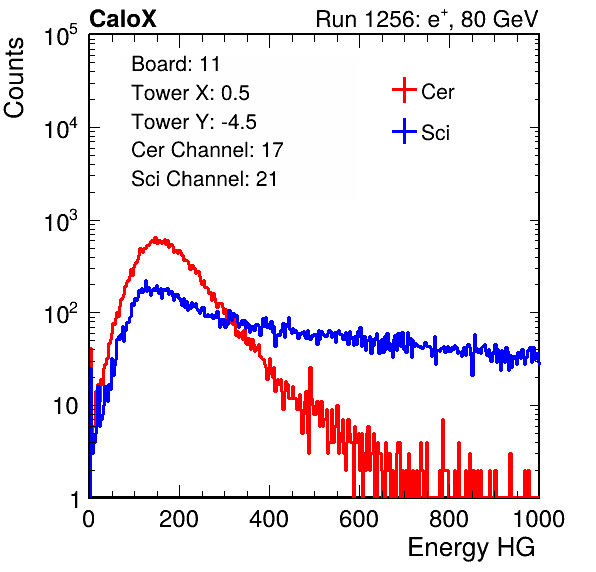 CaloX Run 1256: e⁺, 80 GeV
Counts
Board: 11
Tower X: 0.5
Tower Y: -4.5
Cer Channel: 17
Sci Channel: 21
Cer
Sci
10⁵
10⁴
10³
10²
10
1
0 200 400 600 800 1000
Energy HG